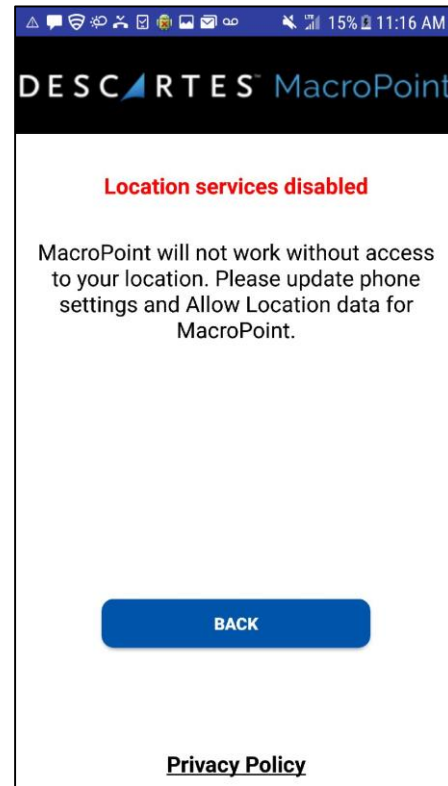 15% 11:16 AM
DESCARTES™ MacroPoint
Location services disabled
MacroPoint will not work without access
to your location. Please update phone
settings and Allow Location data for
MacroPoint.
BACK
Privacy Policy